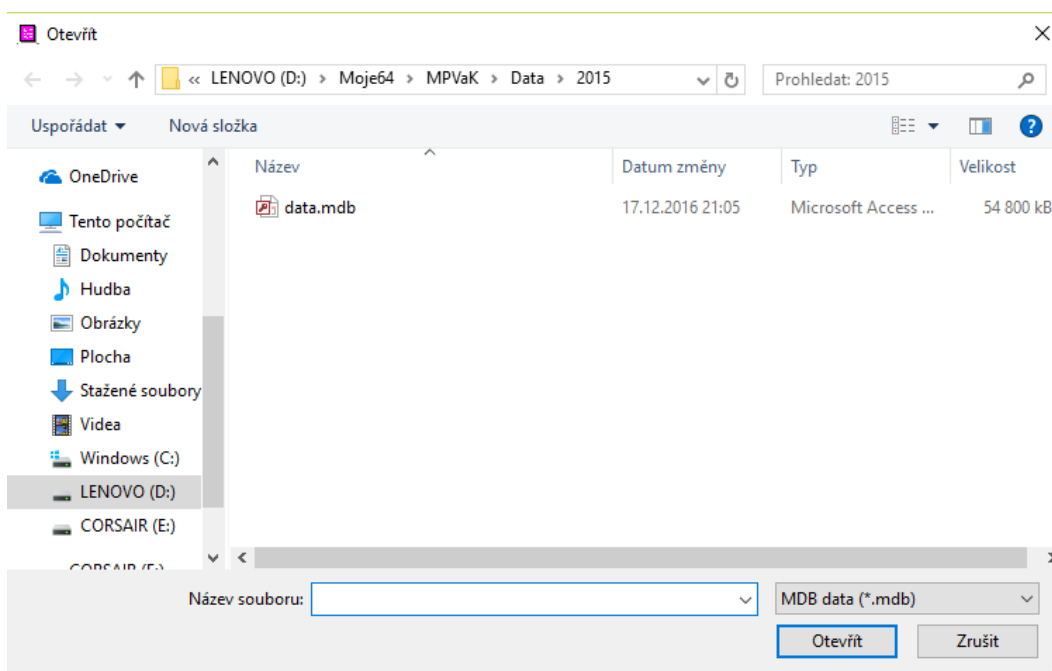 Otevřít
« LENOVO (D:) › Moje64 › MPVaK › Data › 2015
Prohledat: 2015
Uspořádat
Nová složka
Název
Datum změny
Typ
Velikost
data.mdb
17.12.2016 21:05
Microsoft Access ...
54 800 kB
OneDrive
Tento počítač
Dokumenty
Hudba
Obrázky
Plocha
Stažené soubory
Videa
Windows (C:)
LENOVO (D:)
CORSAIR (E:)
CORSAIR (E:)
Název souboru:
MDB data (*.mdb)
Otevřít
Zrušit